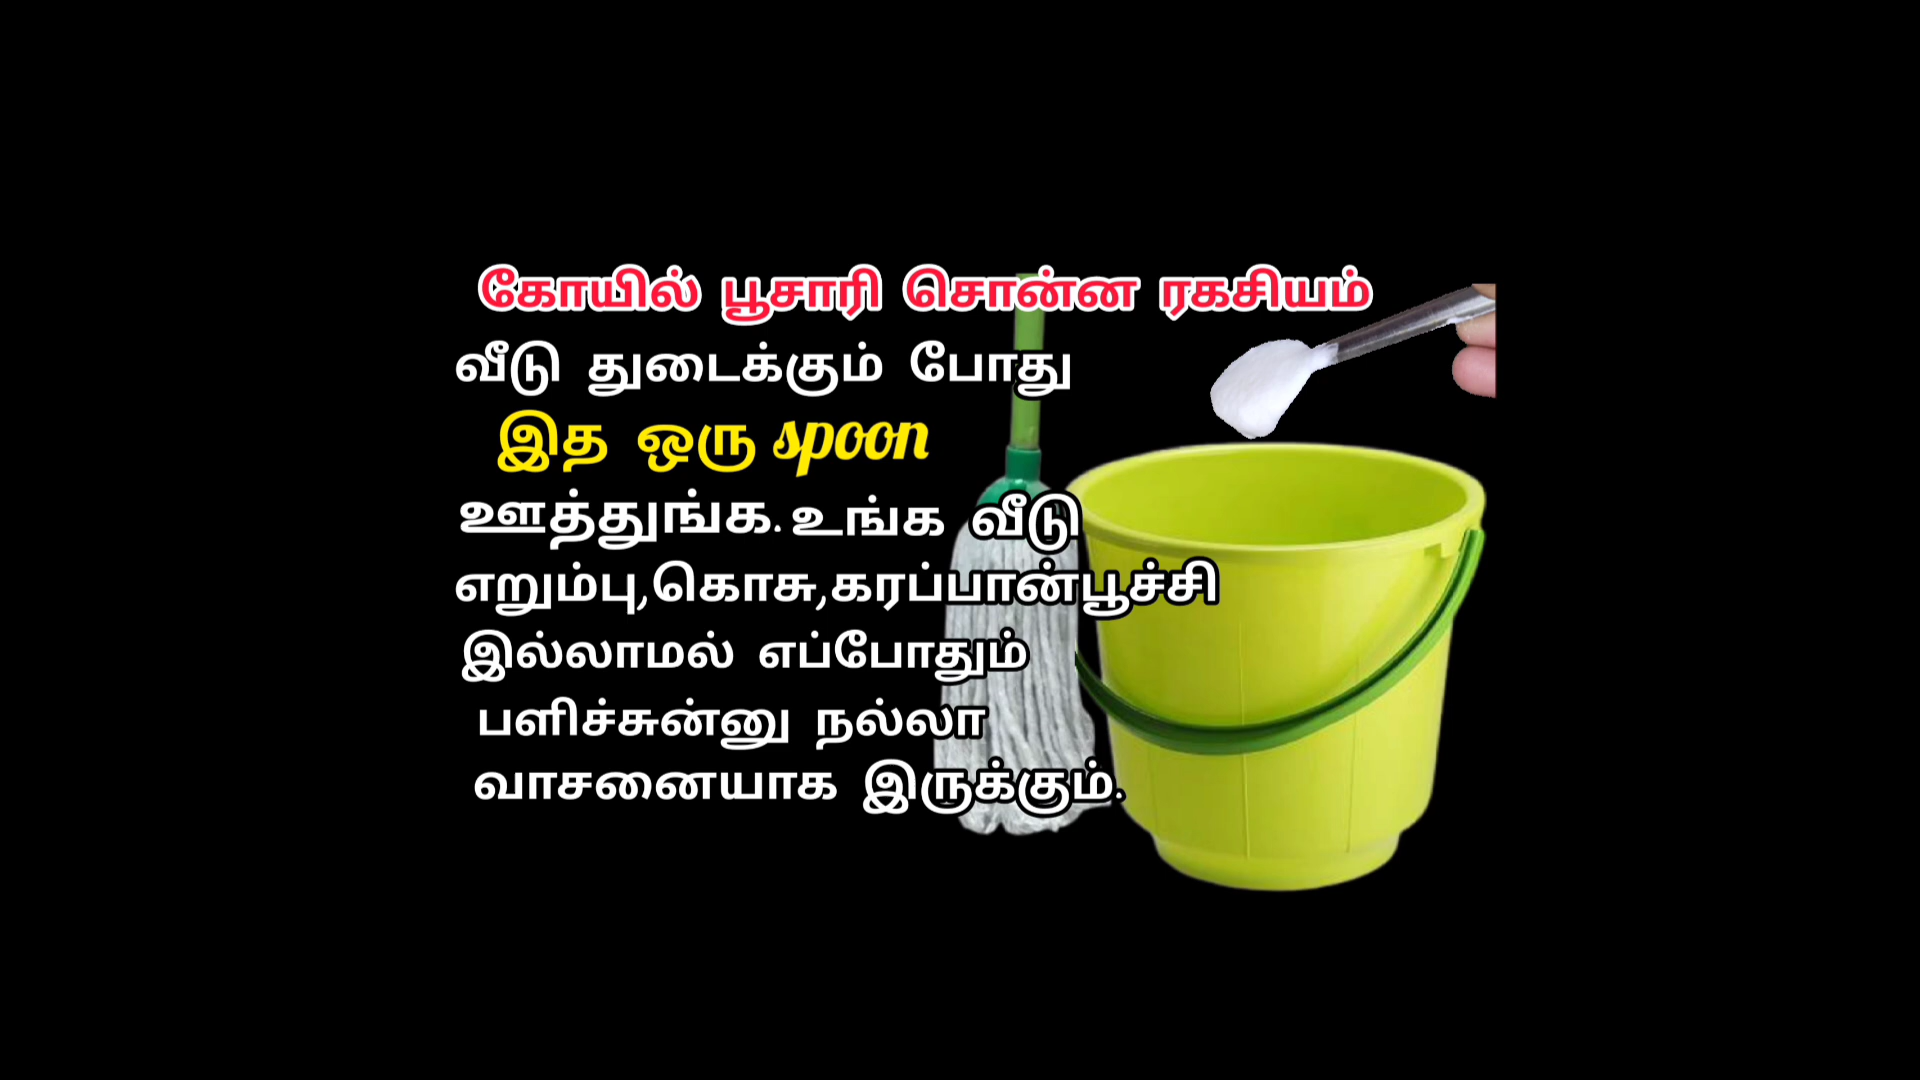 கோயில் பூசாரி சொன்ன ரகசியம்
வீடு துடைக்கும் போது
இத ஒரு spoon
ஊத்துங்க. உங்க வீடு
எறும்பு,கொசு,கரப்பான்பூச்சி
இல்லாமல் எப்போதும்
பளிச்சுன்னு நல்லா
வாசனையாக இருக்கும்.